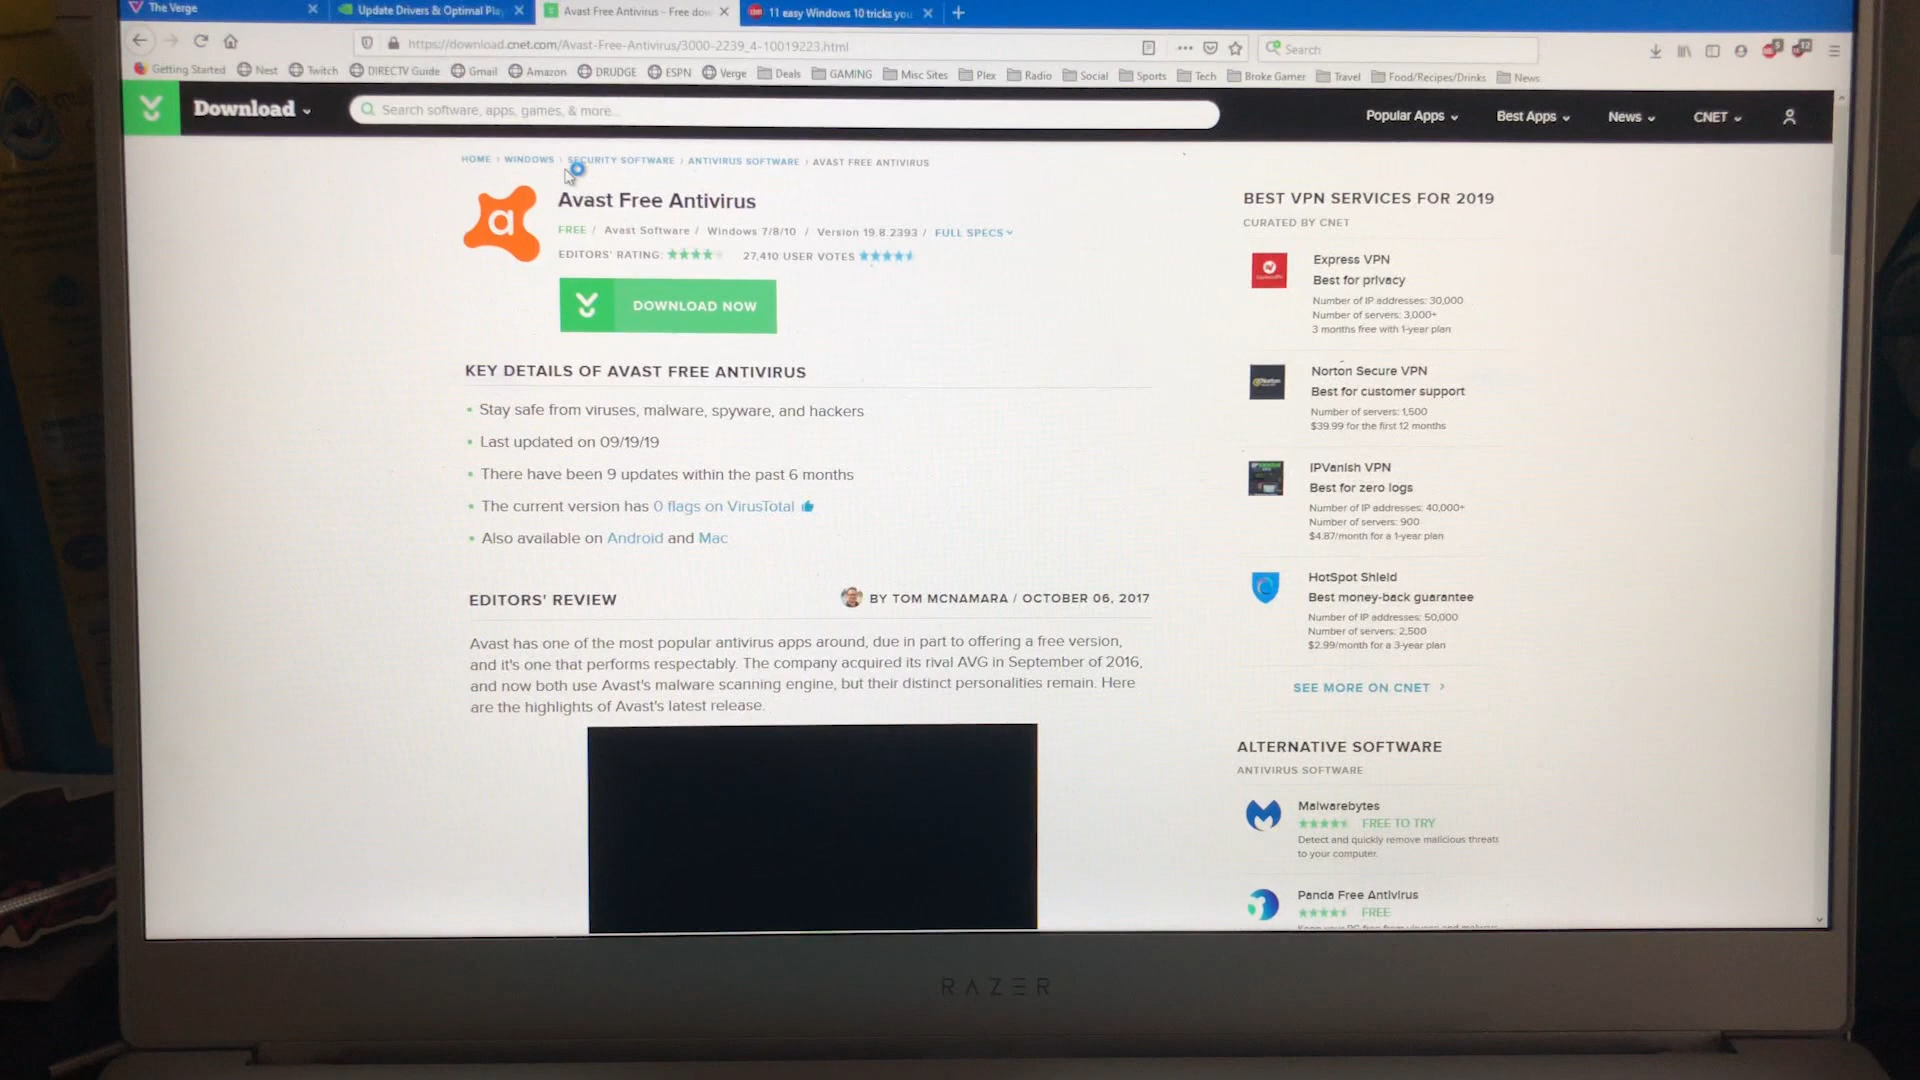 The Verge
Update Drivers & Optimal Pla
Avast Free Antivirus - Free dow
11 easy Windows 10 tricks you
https://download.cnet.com/Avast-Free-Antivirus/3000-2239_4-10019223.html
Search
5
12
Getting Started Nest Twitch DIRECTV Guide Gmail Amazon DRUDGE ESPN Verge Deals GAMING Misc Sites Plex Radio Social Sports Tech Broke Gamer Travel Food/Recipes/Drinks News
Download
Search software, apps, games, & more...
Popular Apps Best Apps News CNET
HOME › WINDOWS › SECURITY SOFTWARE › ANTIVIRUS SOFTWARE › AVAST FREE ANTIVIRUS
a
Avast Free Antivirus
FREE / Avast Software / Windows 7/8/10 / Version 19.8.2393 / FULL SPECS
EDITORS' RATING: 27,410 USER VOTES
DOWNLOAD NOW
KEY DETAILS OF AVAST FREE ANTIVIRUS
• Stay safe from viruses, malware, spyware, and hackers
• Last updated on 09/19/19
• There have been 9 updates within the past 6 months
• The current version has 0 flags on VirusTotal
• Also available on Android and Mac
EDITORS' REVIEW
BY TOM MCNAMARA / OCTOBER 06, 2017
Avast has one of the most popular antivirus apps around, due in part to offering a free version,
and it's one that performs respectably. The company acquired its rival AVG in September of 2016,
and now both use Avast's malware scanning engine, but their distinct personalities remain. Here
are the highlights of Avast's latest release.
BEST VPN SERVICES FOR 2019
CURATED BY CNET
Express VPN
Best for privacy
Number of IP addresses: 30,000
Number of servers: 3,000+
3 months free with 1-year plan
Norton Secure VPN
Best for customer support
Number of servers: 1,500
$39.99 for the first 12 months
IPVanish VPN
Best for zero logs
Number of IP addresses: 40,000+
Number of servers: 900
$4.87/month for a 1-year plan
HotSpot Shield
Best money-back guarantee
Number of IP addresses: 50,000
Number of servers: 2,500
$2.99/month for a 3-year plan
SEE MORE ON CNET ›
ALTERNATIVE SOFTWARE
ANTIVIRUS SOFTWARE
Malwarebytes
FREE TO TRY
Detect and quickly remove malicious threats
to your computer.
Panda Free Antivirus
FREE
RAZER